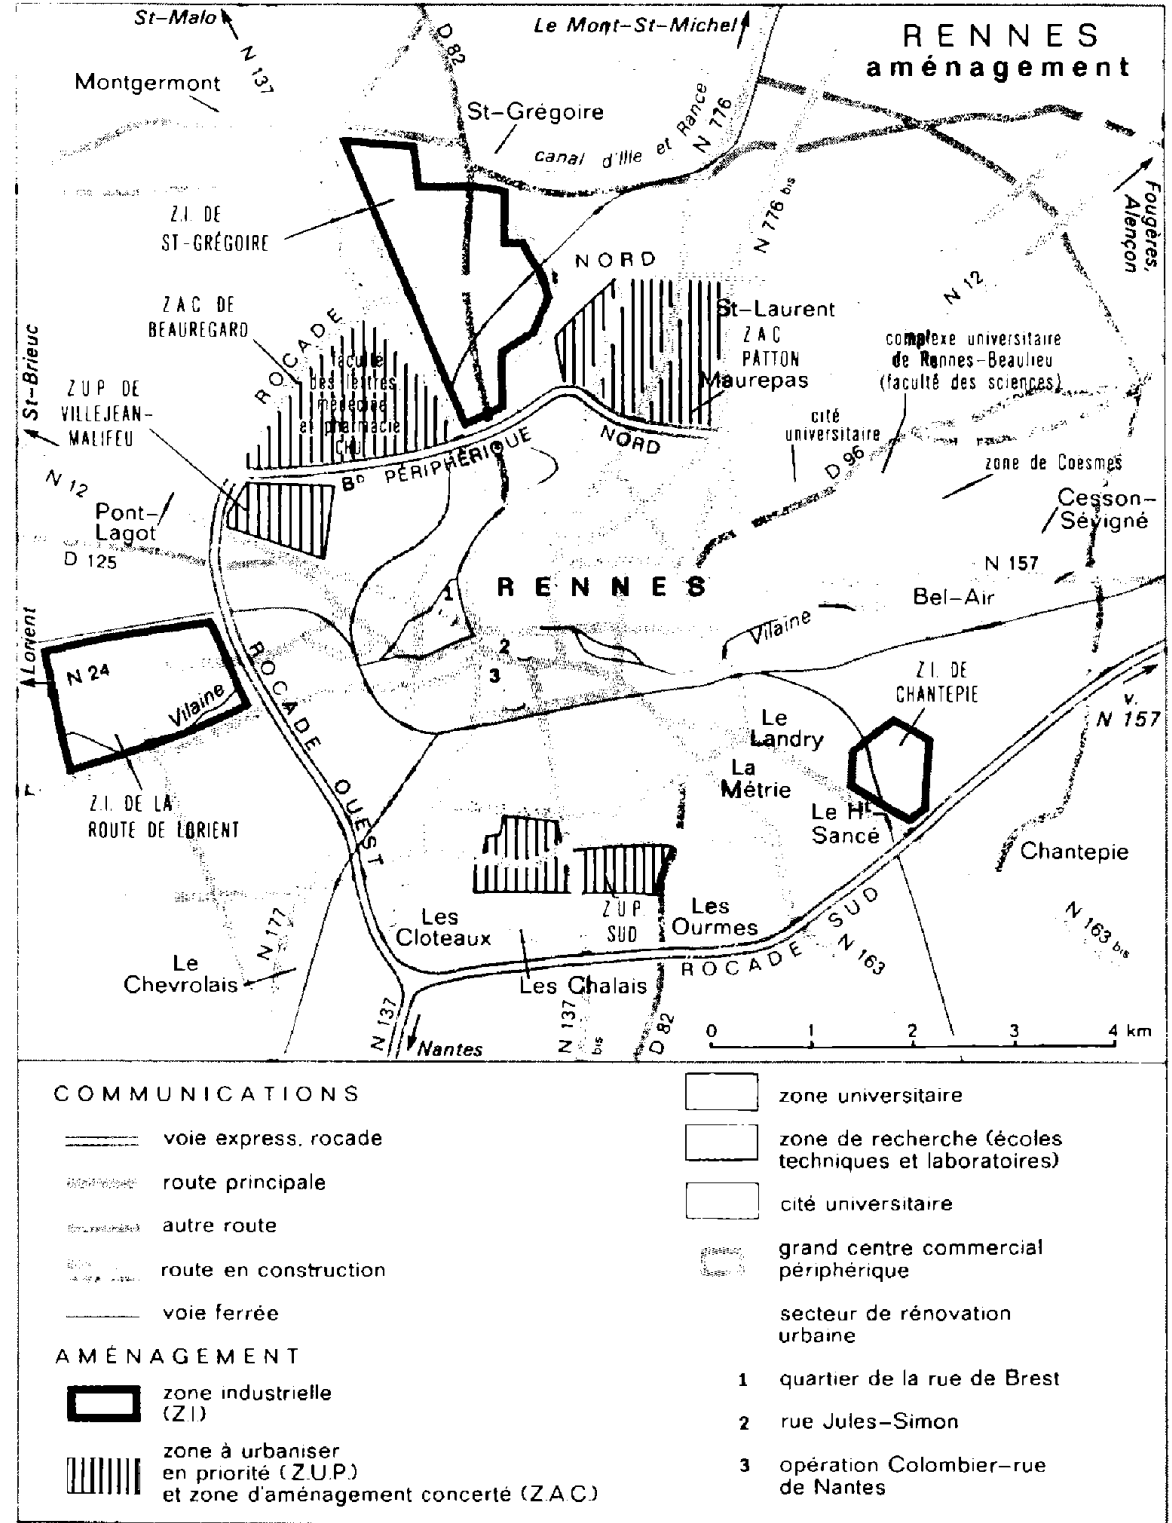 RENNES
aménagement
St-Malo
N 137
D 82
Le Mont-St-Michel
Montgermont
St-Grégoire
canal d'Ille et Rance
N 776
N 776 bis
Fougères,
Alençon
Z.I. DE
ST-GRÉGOIRE
NORD
N 12
ZAC DE
BEAUREGARD
ROCADE
St-Laurent
ZAC
PATTON
Maurepas
complexe universitaire
de Rennes-Beaulieu
(faculté des sciences)
St-Brieuc
Z.U.P. DE
VILLEJEAN-
MALIFEU
faculté
des lettres
médecine
et pharmacie
CHU
cité
universitaire
NORD
Bd PÉRIPHÉRIQUE
D 96
zone de Coësmes
N 12
Pont-
Lagot
Cesson-
Sévigné
D 125
N 157
RENNES
1
Bel-Air
Lorient
Vilaine
2
3
N 24
Vilaine
ROCADE OUEST
Z.I. DE
CHANTEPIE
v.
N 157
Le
Landry
La
Métrie
Z.I. DE LA
ROUTE DE LORIENT
Le Ht
Sancé
Chantepie
Z.U.P.
SUD
Les
Cloteaux
Les
Ourmes
ROCADE SUD
N 163
N 163 bis
N 177
Le
Chevrolais
Les Chalais
N 137
Nantes
N 137 bis
D 82
0 1 2 3 4 km
COMMUNICATIONS
voie express, rocade
route principale
autre route
route en construction
voie ferrée
AMÉNAGEMENT
zone industrielle
(Z.I.)
zone à urbaniser
en priorité (Z.U.P.)
et zone d'aménagement concerté (Z.A.C.)
zone universitaire
zone de recherche (écoles
techniques et laboratoires)
cité universitaire
grand centre commercial
périphérique
secteur de rénovation
urbaine
1 quartier de la rue de Brest
2 rue Jules-Simon
3 opération Colombier-rue
de Nantes